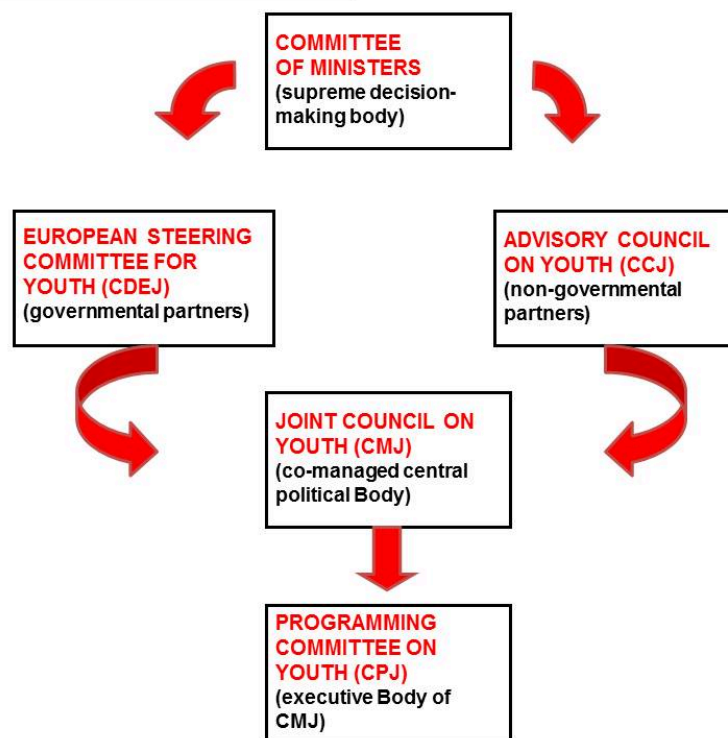 COMMITTEE
OF MINISTERS
(supreme decision-
making body)
EUROPEAN STEERING
COMMITTEE FOR
YOUTH (CDEJ)
(governmental partners)
ADVISORY COUNCIL
ON YOUTH (CCJ)
(non-governmental
partners)
JOINT COUNCIL ON
YOUTH (CMJ)
(co-managed central
political Body)
PROGRAMMING
COMMITTEE ON
YOUTH (CPJ)
(executive Body of
CMJ)